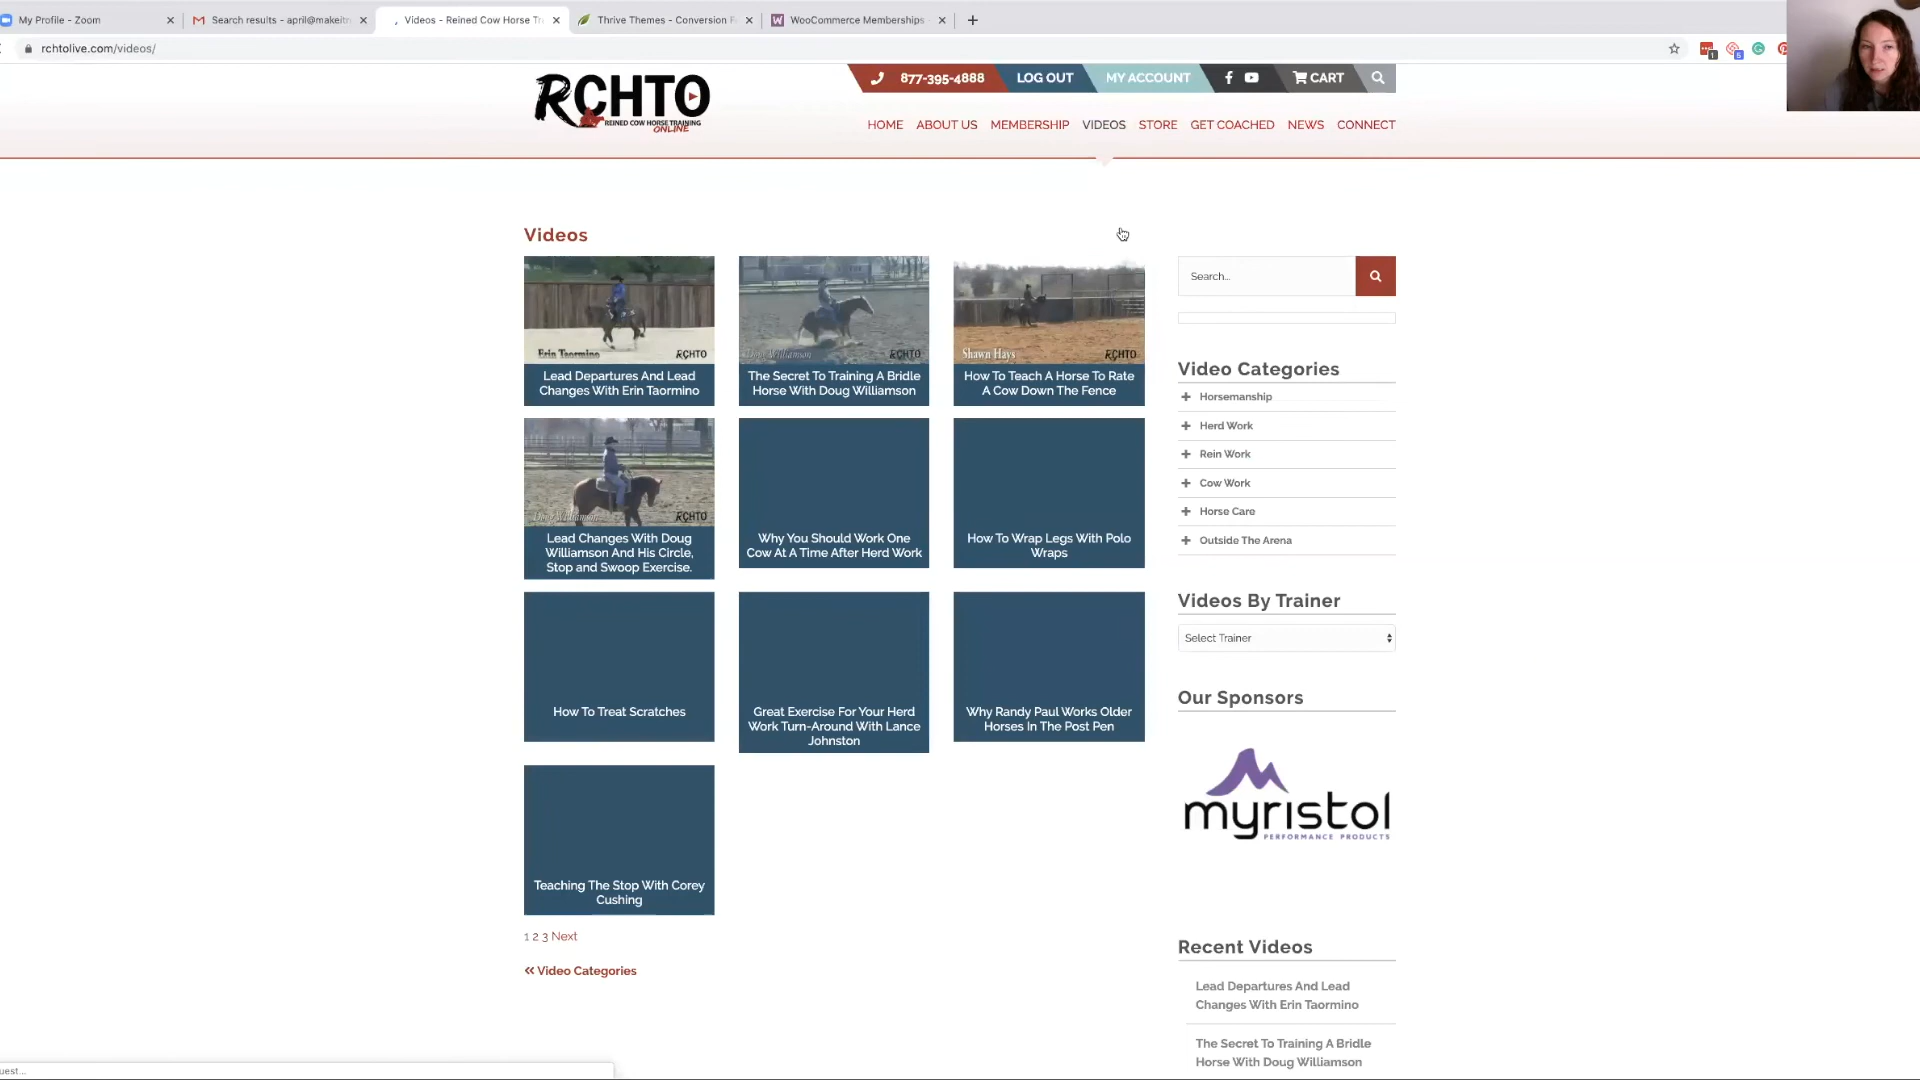 My Profile - Zoom
Search results - april@makeitr
Videos - Reined Cow Horse Tr
Thrive Themes - Conversion F
WooCommerce Memberships -
rchtolive.com/videos/
1
5
RCHTO
REINED COW HORSE TRAINING
ONLINE
877-395-4888
LOG OUT
MY ACCOUNT
CART
HOME
ABOUT US
MEMBERSHIP
VIDEOS
STORE
GET COACHED
NEWS
CONNECT
Videos
Erin Taormino
RCHTO
Lead Departures And Lead
Changes With Erin Taormino
Doug Williamson
RCHTO
The Secret To Training A Bridle
Horse With Doug Williamson
Shawn Hays
RCHTO
How To Teach A Horse To Rate
A Cow Down The Fence
Doug Williamson
RCHTO
Lead Changes With Doug
Williamson And His Circle,
Stop and Swoop Exercise.
Why You Should Work One
Cow At A Time After Herd Work
How To Wrap Legs With Polo
Wraps
How To Treat Scratches
Great Exercise For Your Herd
Work Turn-Around With Lance
Johnston
Why Randy Paul Works Older
Horses In The Post Pen
Teaching The Stop With Corey
Cushing
1 2 3 Next
« Video Categories
Search...
Video Categories
Horsemanship
Herd Work
Rein Work
Cow Work
Horse Care
Outside The Arena
Videos By Trainer
Select Trainer
Our Sponsors
myristol
PERFORMANCE PRODUCTS
Recent Videos
Lead Departures And Lead
Changes With Erin Taormino
The Secret To Training A Bridle
Horse With Doug Williamson
uest...